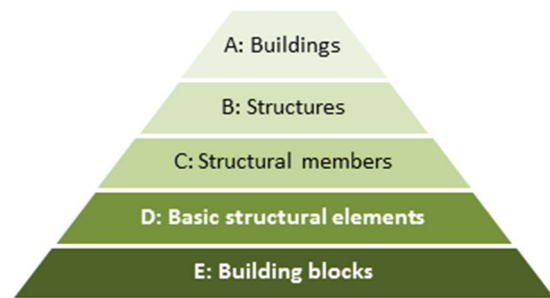 A: Buildings
B: Structures
C: Structural members
D: Basic structural elements
E: Building blocks